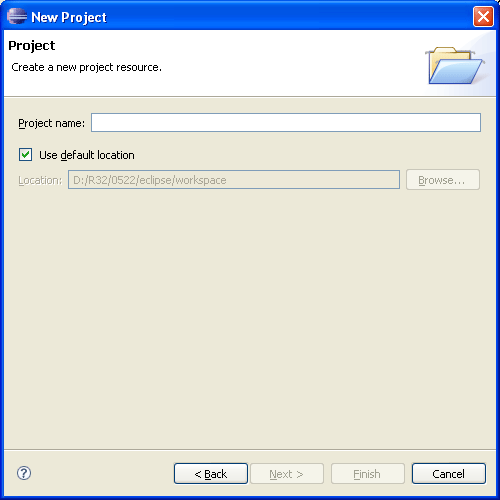 New Project
Project
Create a new project resource.
Project name:
Use default location
Location: D:/R32/0522/eclipse/workspace Browse...
? < Back Next > Finish Cancel